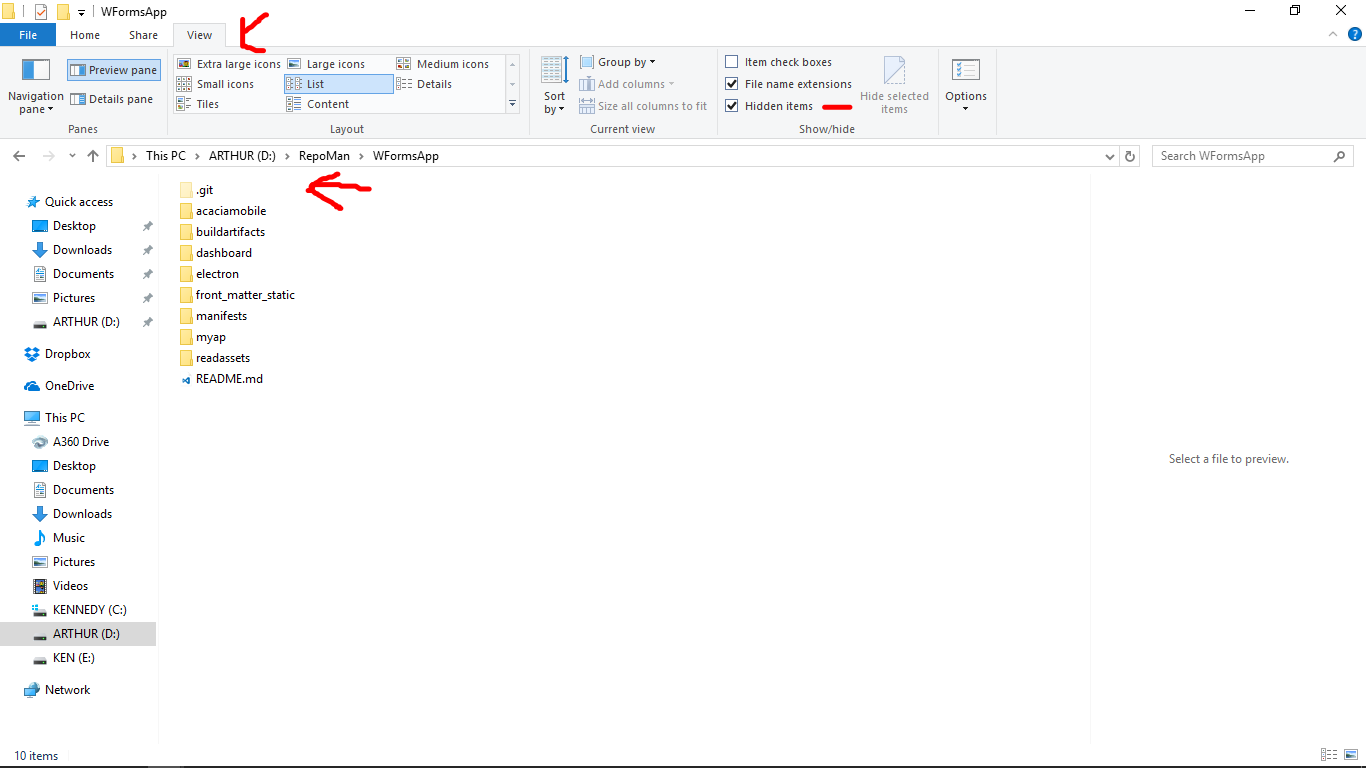 WFormsApp
File Home Share View
Navigation pane
Preview pane
Details pane
Panes
Extra large icons Large icons Medium icons
Small icons List Details
Tiles Content
Layout
Sort by
Group by
Add columns
Size all columns to fit
Current view
Item check boxes
File name extensions
Hidden items
Hide selected items
Show/hide
Options
This PC ARTHUR (D:) RepoMan WFormsApp
Search WFormsApp
Quick access
Desktop
Downloads
Documents
Pictures
ARTHUR (D:)
Dropbox
OneDrive
This PC
A360 Drive
Desktop
Documents
Downloads
Music
Pictures
Videos
KENNEDY (C:)
ARTHUR (D:)
KEN (E:)
Network
.git
acaciamobile
buildartifacts
dashboard
electron
front_matter_static
manifests
myap
readassets
README.md
Select a file to preview.
10 items